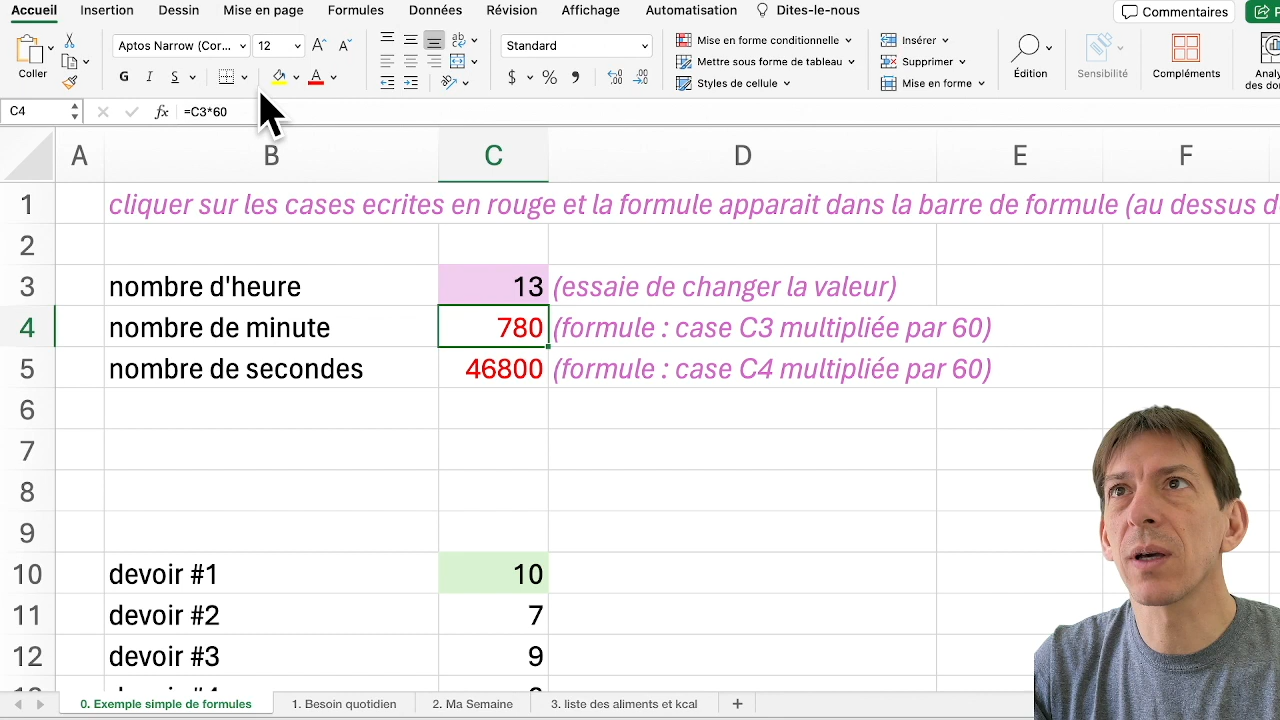 Accueil Insertion Dessin Mise en page Formules Données Révision Affichage Automatisation Dites-le-nous Commentaires
Aptos Narrow (Cor... 12 Standard Mise en forme conditionnelle Insérer
Coller Mettre sous forme de tableau Supprimer Édition Sensibilité Compléments
G I S $ % Styles de cellule Mise en forme
C4 fx =C3*60
A B C D E F
1 cliquer sur les cases ecrites en rouge et la formule apparait dans la barre de formule (au dessus d
2
3 nombre d'heure 13 (essaie de changer la valeur)
4 nombre de minute 780 (formule : case C3 multipliée par 60)
5 nombre de secondes 46800 (formule : case C4 multipliée par 60)
6
7
8
9
10 devoir #1 10
11 devoir #2 7
12 devoir #3 9
0. Exemple simple de formules 1. Besoin quotidien 2. Ma Semaine 3. liste des aliments et kcal +